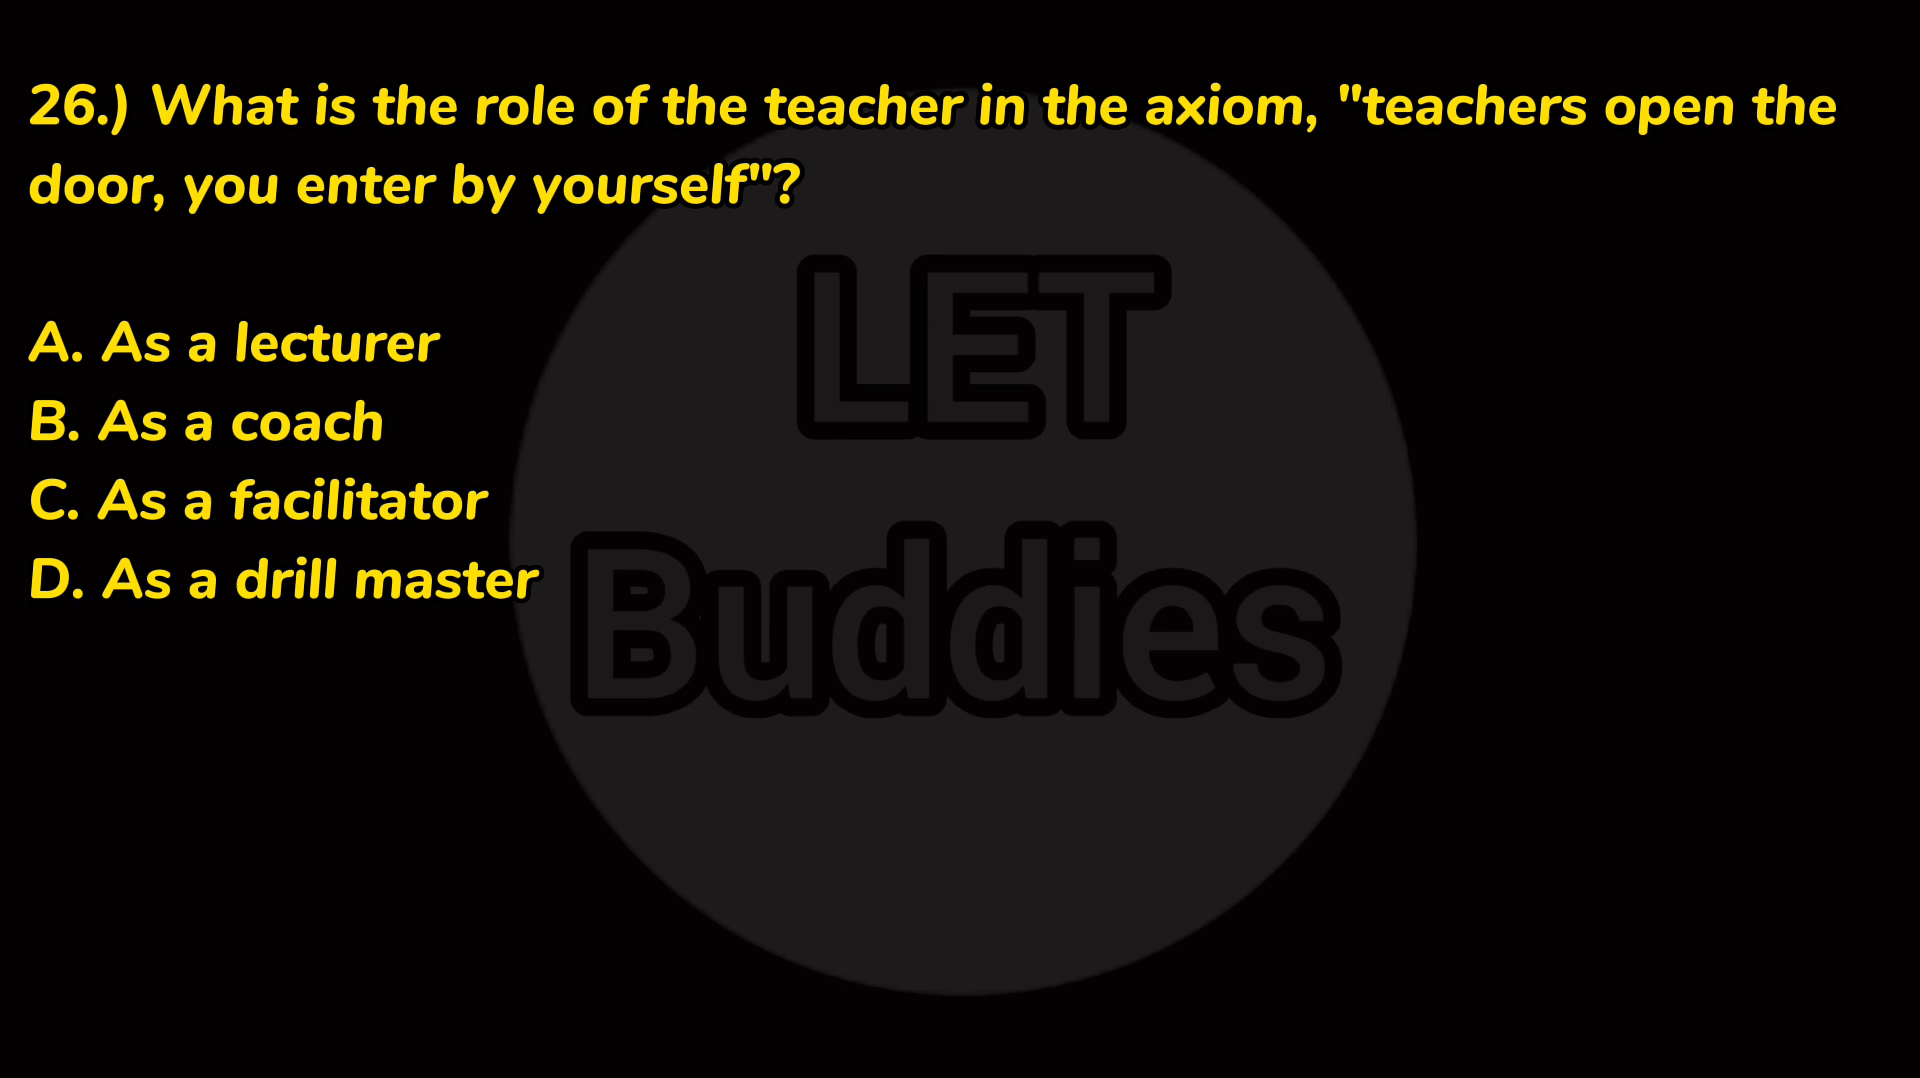 26.) What is the role of the teacher in the axiom, "teachers open the
door, you enter by yourself"?
A. As a lecturer
B. As a coach
C. As a facilitator
D. As a drill master
LET
Buddies